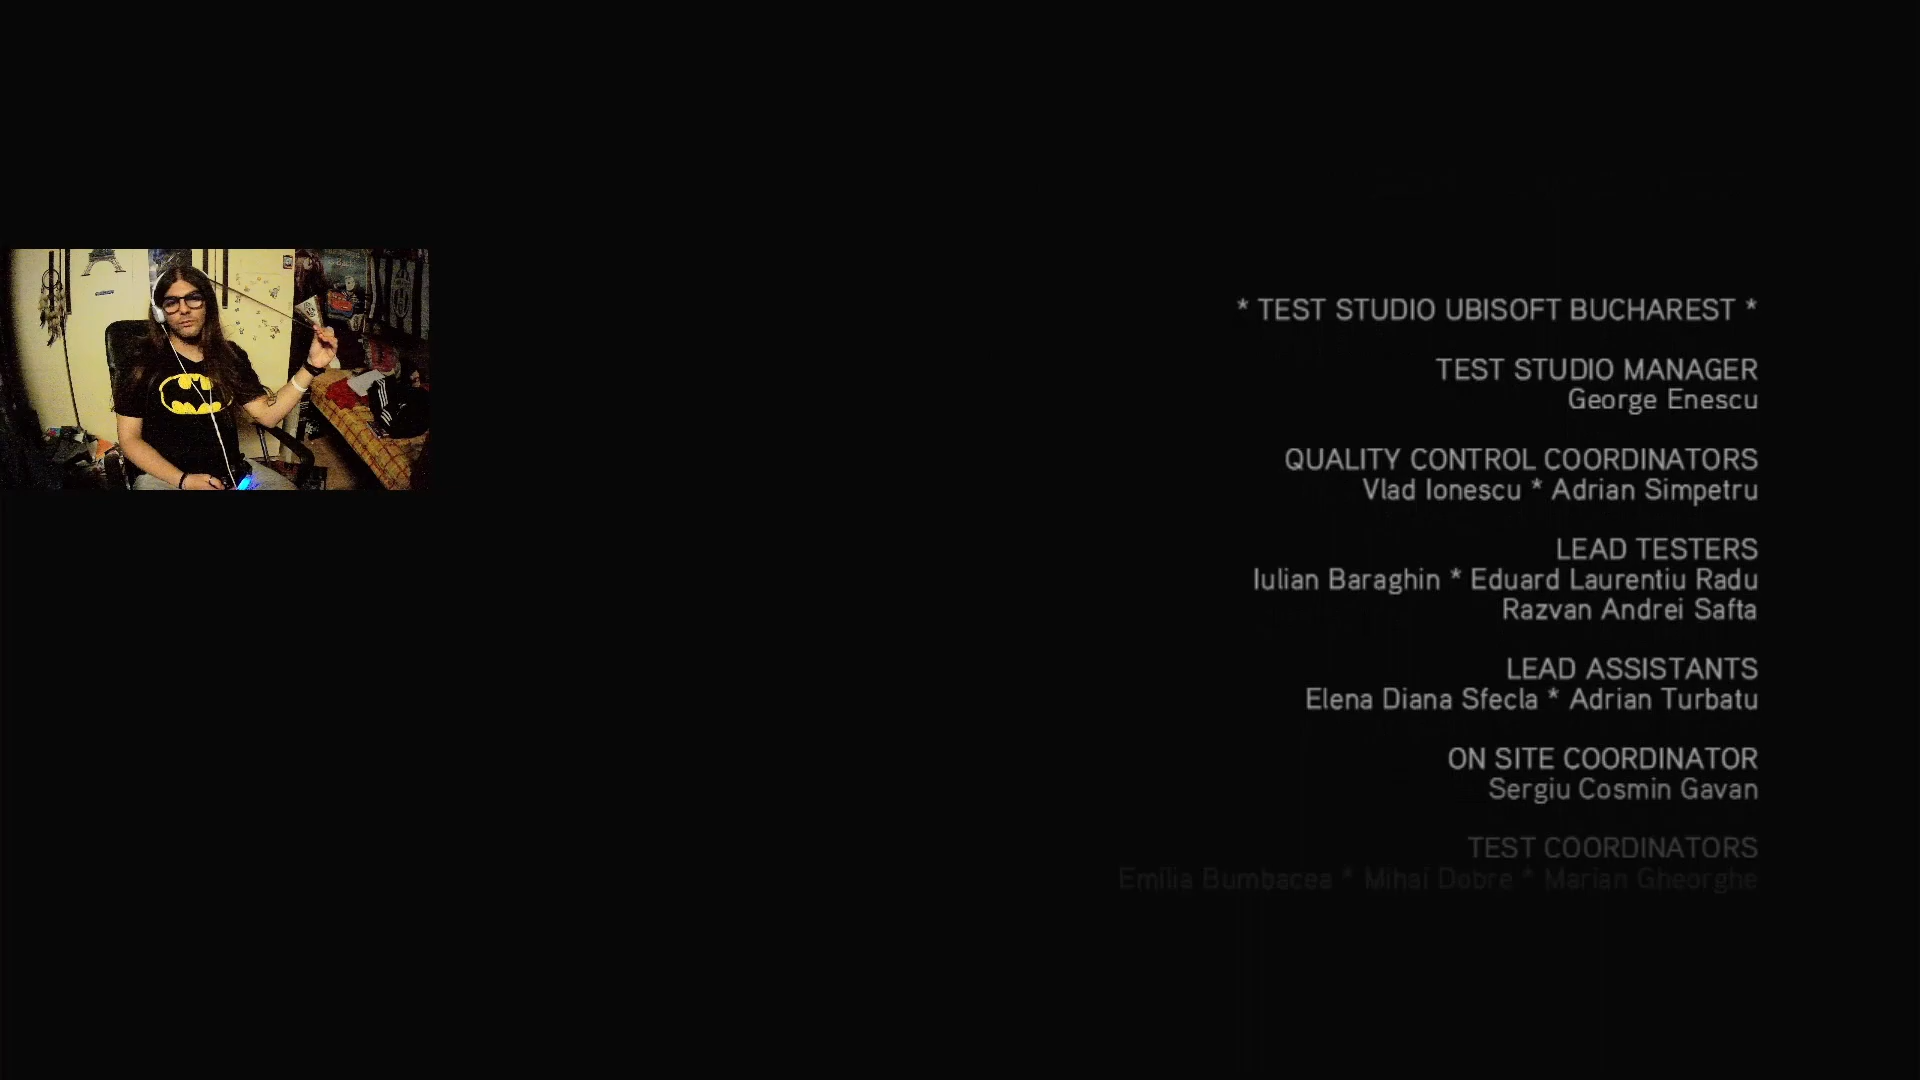 * TEST STUDIO UBISOFT BUCHAREST *
TEST STUDIO MANAGER
George Enescu
QUALITY CONTROL COORDINATORS
Vlad Ionescu * Adrian Simpetru
LEAD TESTERS
Iulian Baraghin * Eduard Laurentiu Radu
Razvan Andrei Safta
LEAD ASSISTANTS
Elena Diana Sfecla * Adrian Turbatu
ON SITE COORDINATOR
Sergiu Cosmin Gavan
TEST COORDINATORS
Emilia Bumbacea * Mihai Dobre * Marian Gheorghe